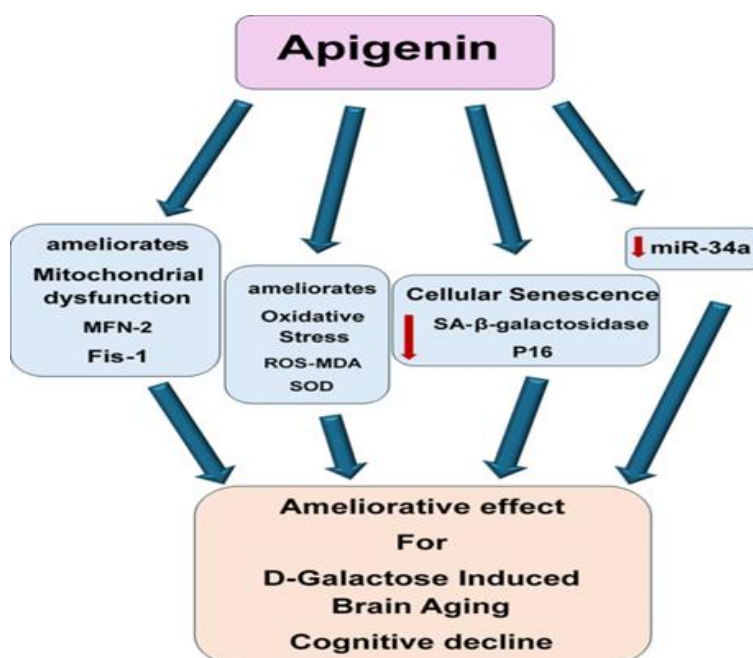 Apigenin
ameliorates
Mitochondrial
dysfunction
MFN-2
Fis-1
ameliorates
Oxidative
Stress
ROS-MDA
SOD
Cellular Senescence
SA-β-galactosidase
P16
miR-34a
Ameliorative effect
For
D-Galactose Induced
Brain Aging
Cognitive decline